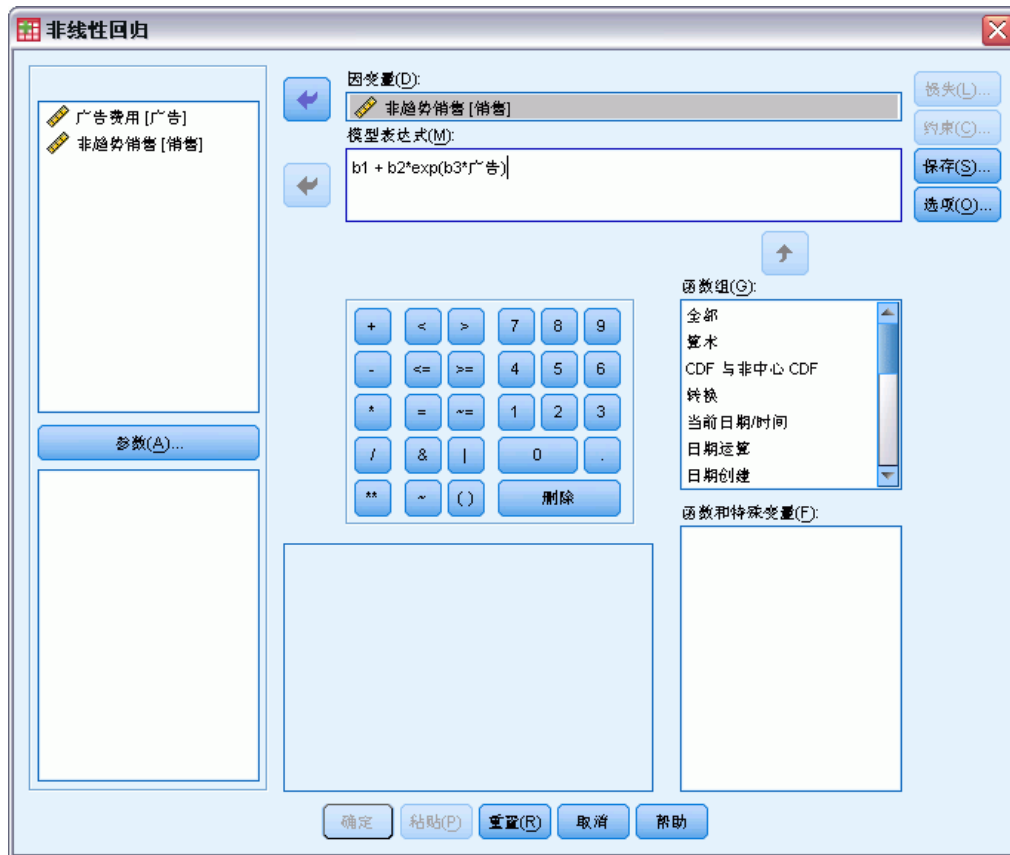 非线性回归
因变量(D):
非趋势销售 [销售]
模型表达式(M):
b1 + b2*exp(b3*广告)
广告费用 [广告]
非趋势销售 [销售]
参数(A)...
损失(L)...
约束(C)...
保存(S)...
选项(O)...
+ < > 7 8 9
- <= >= 4 5 6
* = ~= 1 2 3
/ & | 0 .
** ~ ( ) 删除
函数组(G):
全部
算术
CDF 与非中心 CDF
转换
当前日期/时间
日期运算
日期创建
函数和特殊变量(F):
确定 粘贴(P) 重置(R) 取消 帮助